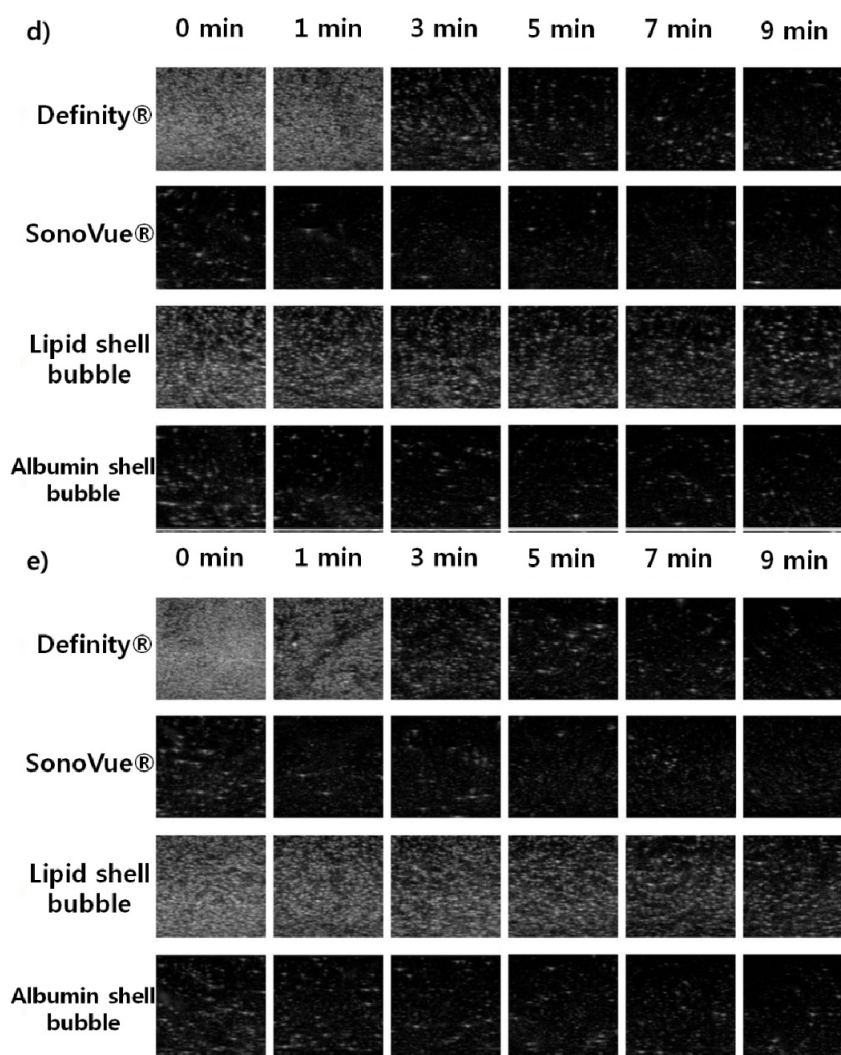 d) 0 min 1 min 3 min 5 min 7 min 9 min
Definity®
SonoVue®
Lipid shell
bubble
Albumin shell
bubble
e) 0 min 1 min 3 min 5 min 7 min 9 min
Definity®
SonoVue®
Lipid shell
bubble
Albumin shell
bubble